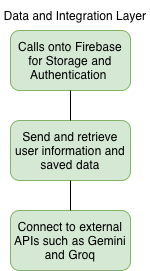 Data and Integration Layer
Calls onto Firebase
for Storage and
Authentication
Send and retrieve
user information and
saved data
Connect to external
APIs such as Gemini
and Groq